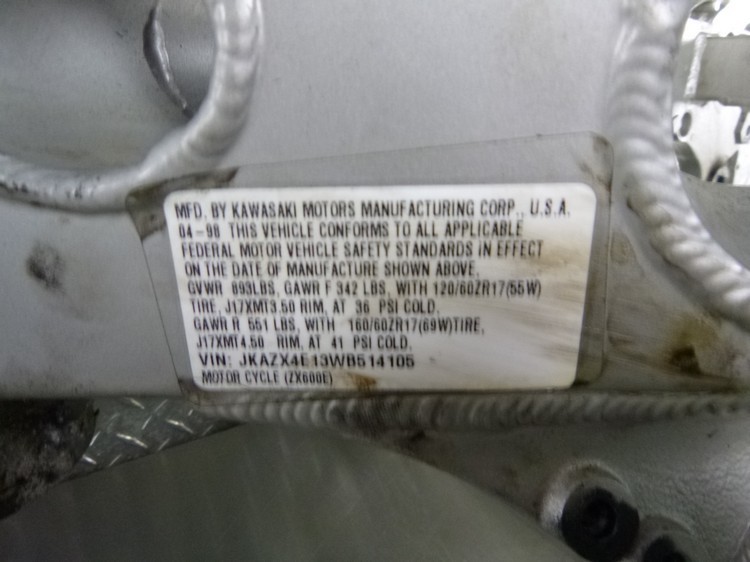 MFD. BY KAWASAKI MOTORS MANUFACTURING CORP., U.S.A.
04-98 THIS VEHICLE CONFORMS TO ALL APPLICABLE
FEDERAL MOTOR VEHICLE SAFETY STANDARDS IN EFFECT
ON THE DATE OF MANUFACTURE SHOWN ABOVE.
GVWR 893LBS, GAWR F 342 LBS, WITH 120/60ZR17(55W)
TIRE, J17XMT3.50 RIM, AT 36 PSI COLD.
GAWR R 551 LBS, WITH 160/60ZR17(69W)TIRE,
J17XMT4.50 RIM, AT 41 PSI COLD.
VIN: JKAZX4E13WB514105
MOTOR CYCLE (ZX600E)